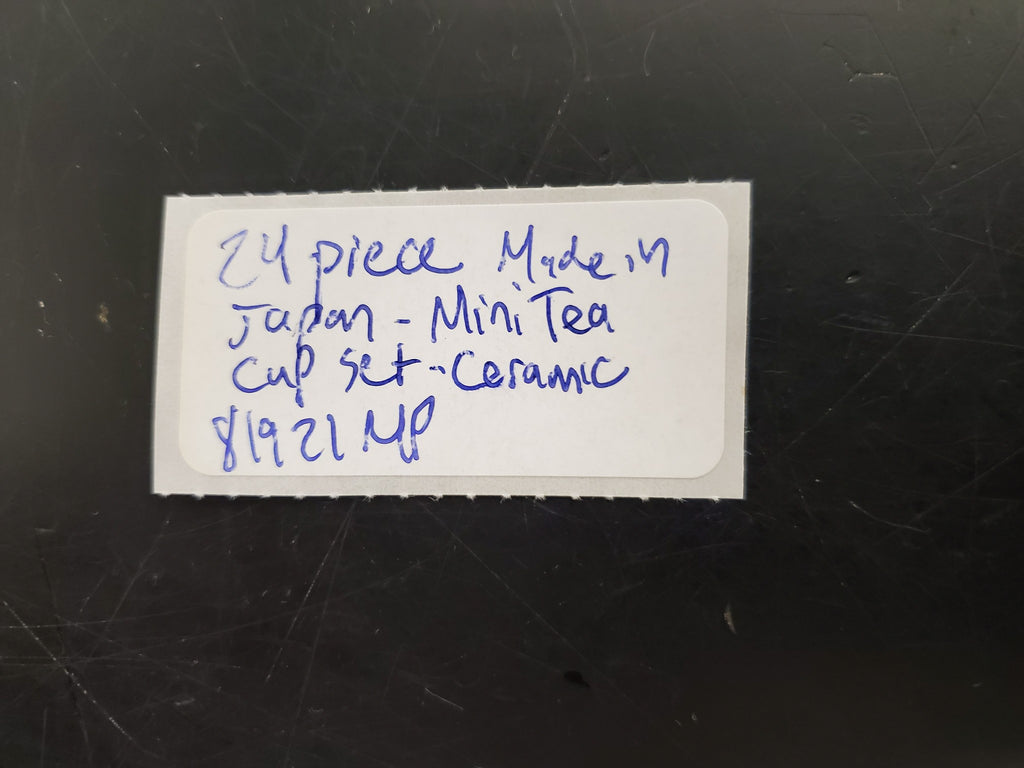 24 piece Made in
Japan - Mini Tea
cup set - Ceramic
81921 MP